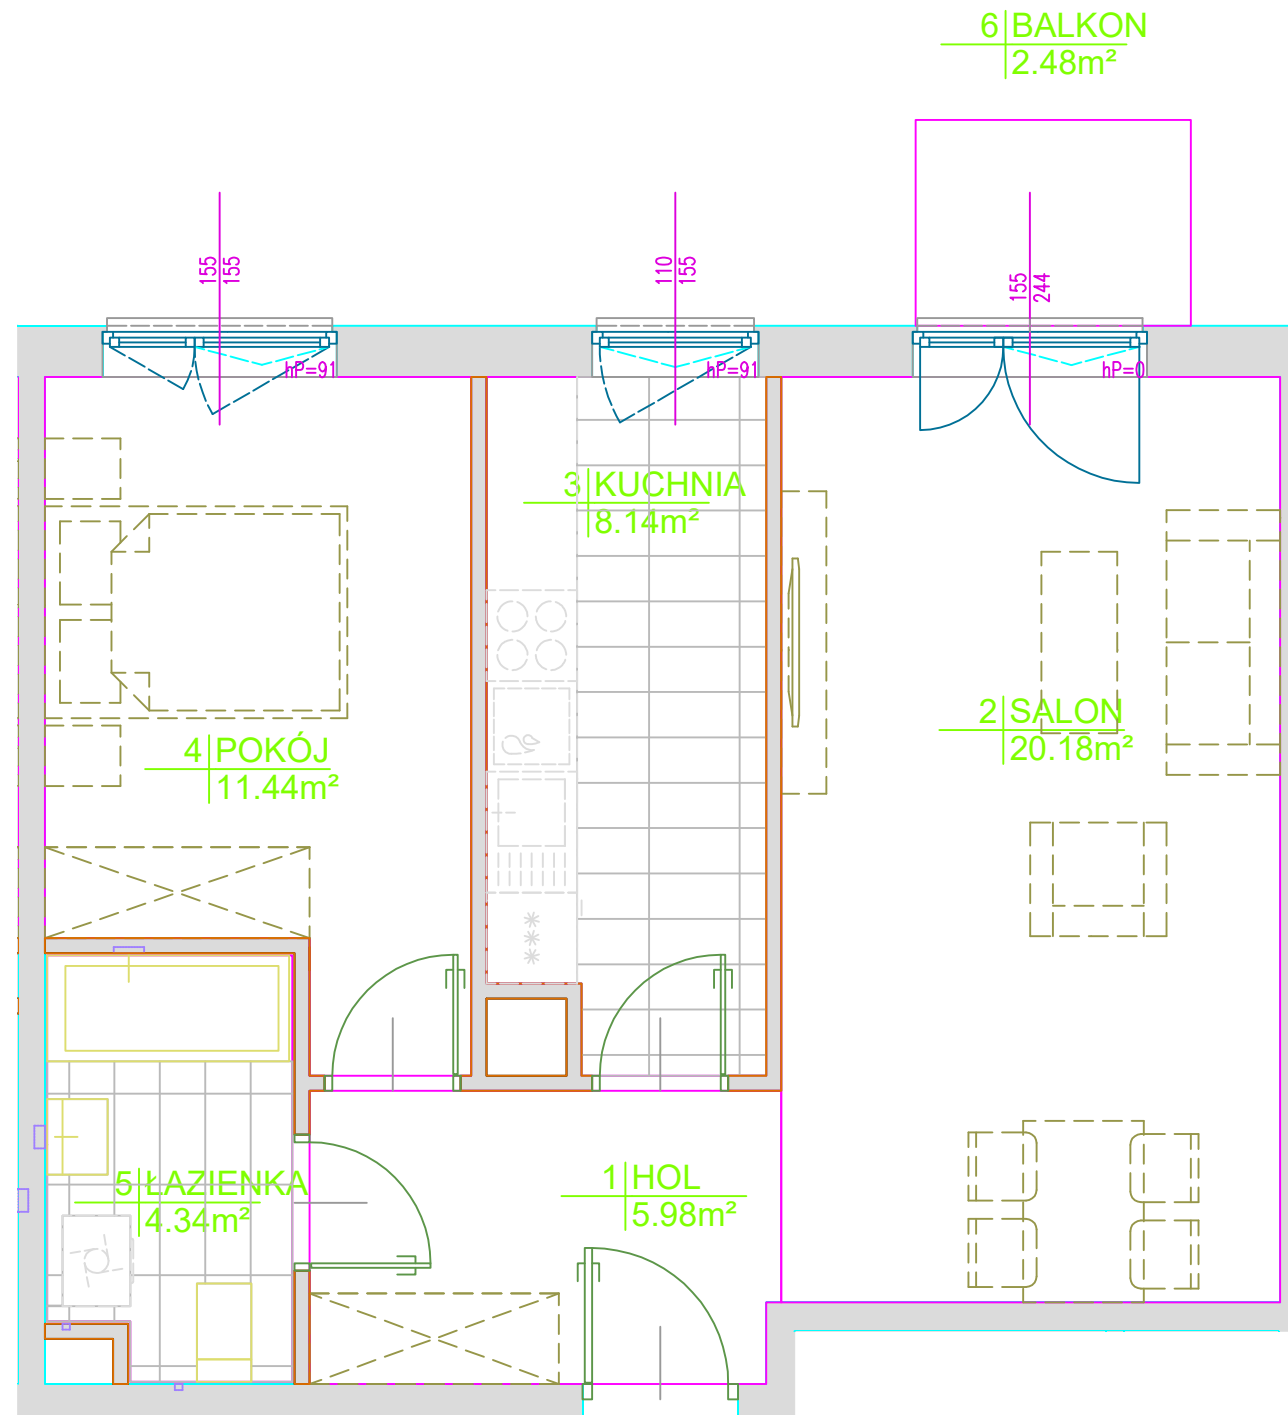 6 BALKON
2.48m²
155
155
110
155
155
244
hP=91
hP=91
hP=0
3 KUCHNIA
8.14m²
2 SALON
20.18m²
4 POKÓJ
11.44m²
5 ŁAZIENKA
4.34m²
1 HOL
5.98m²